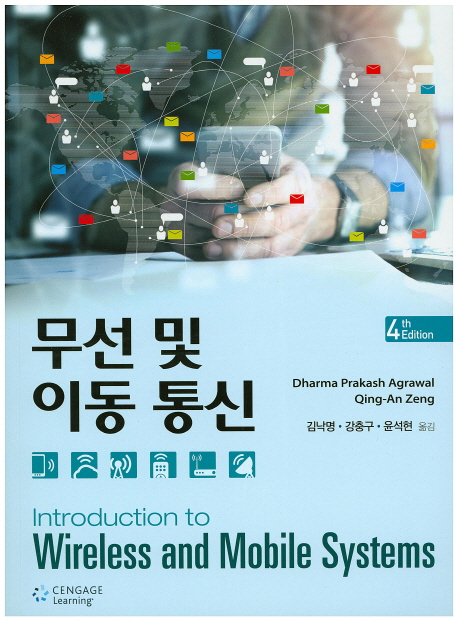 4th Edition
무선 및
이동 통신
Dharma Prakash Agrawal
Qing-An Zeng
김낙명 · 강충구 · 윤석현 옮김
Introduction to
Wireless and Mobile Systems
CENGAGE
Learning